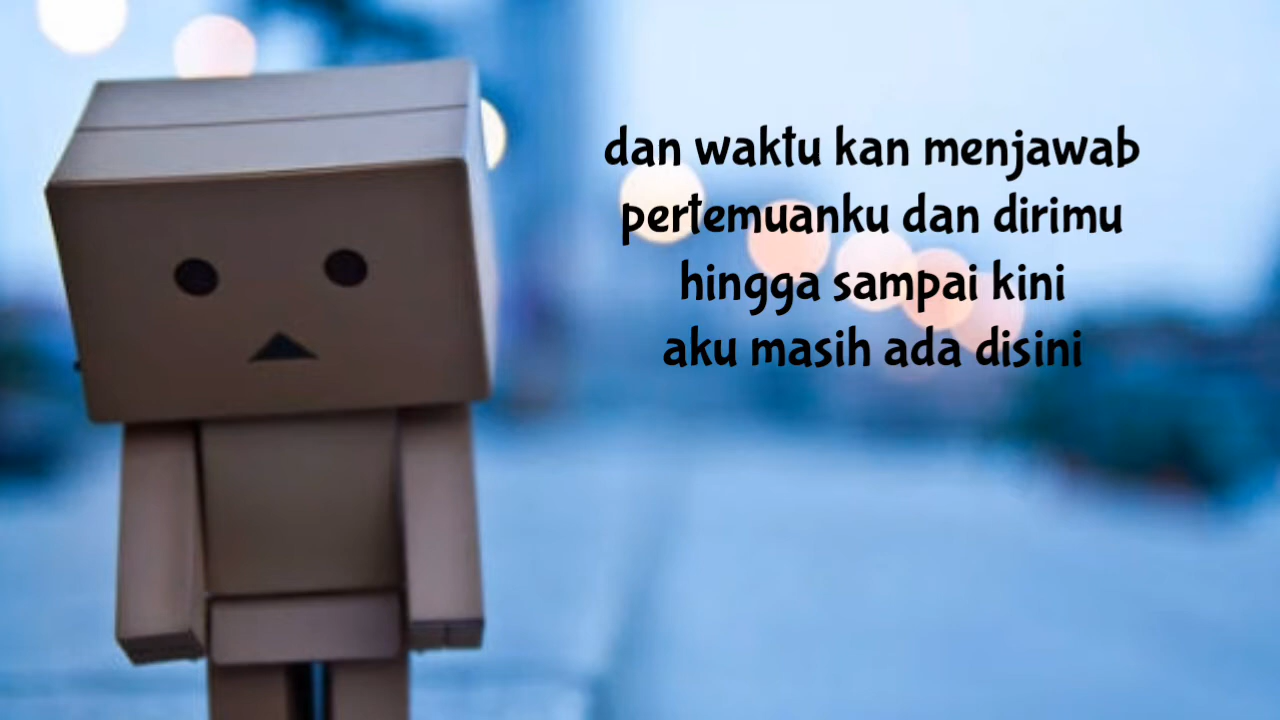 dan waktu kan menjawab
pertemuanku dan dirimu
hingga sampai kini
aku masih ada disini